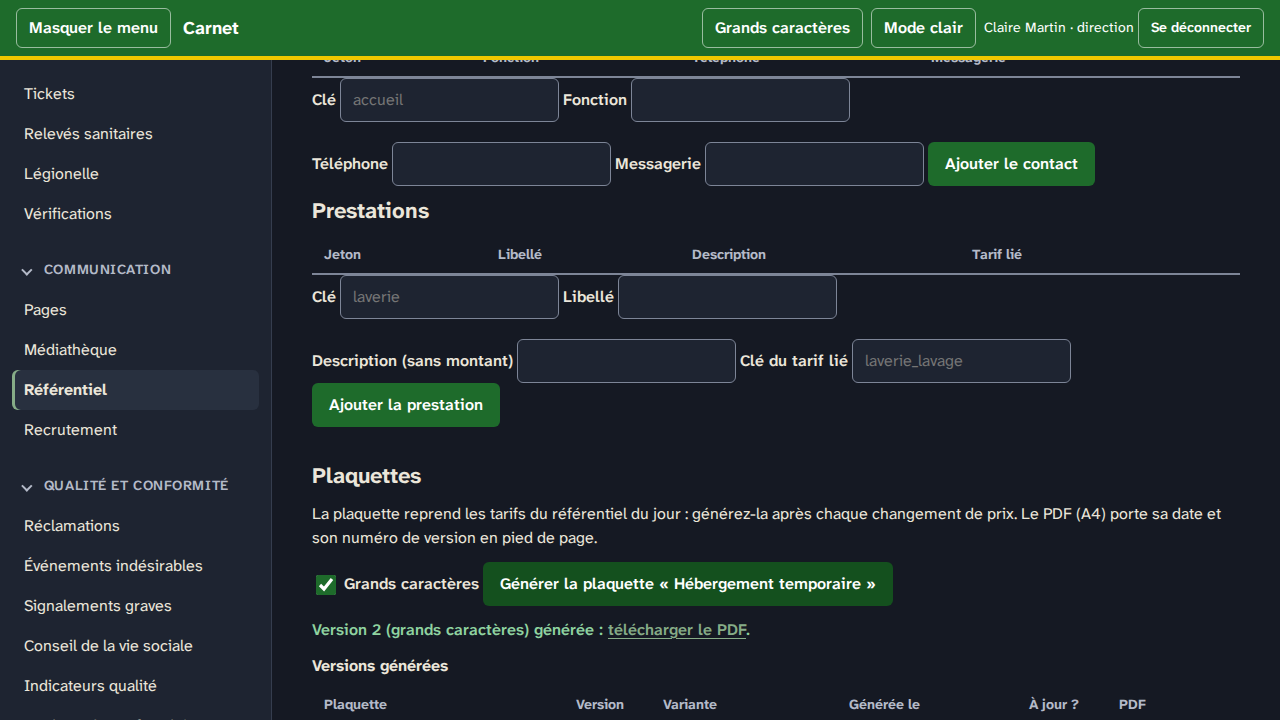 Masquer le menu Carnet Grands caractères Mode clair Claire Martin · direction Se déconnecter
Jeton Fonction Téléphone Messagerie
Tickets
Relevés sanitaires
Légionelle
Vérifications
COMMUNICATION
Pages
Médiathèque
Référentiel
Recrutement
QUALITÉ ET CONFORMITÉ
Réclamations
Événements indésirables
Signalements graves
Conseil de la vie sociale
Indicateurs qualité
Clé accueil Fonction
Téléphone Messagerie Ajouter le contact
Prestations
Jeton Libellé Description Tarif lié
Clé laverie Libellé
Description (sans montant) Clé du tarif lié laverie_lavage
Ajouter la prestation
Plaquettes
La plaquette reprend les tarifs du référentiel du jour : générez-la après chaque changement de prix. Le PDF (A4) porte sa date et
son numéro de version en pied de page.
Grands caractères Générer la plaquette « Hébergement temporaire »
Version 2 (grands caractères) générée : télécharger le PDF.
Versions générées
Plaquette Version Variante Générée le À jour ? PDF